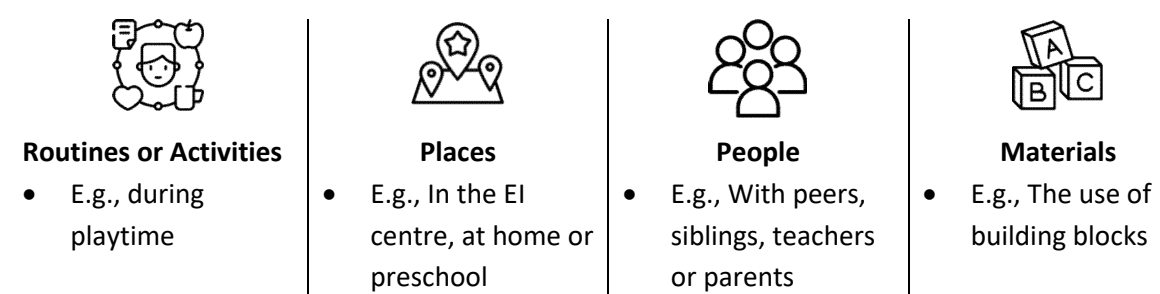 Routines or Activities
• E.g., during
playtime
Places
• E.g., In the EI
centre, at home or
preschool
People
• E.g., With peers,
siblings, teachers
or parents
A
B C
Materials
• E.g., The use of
building blocks